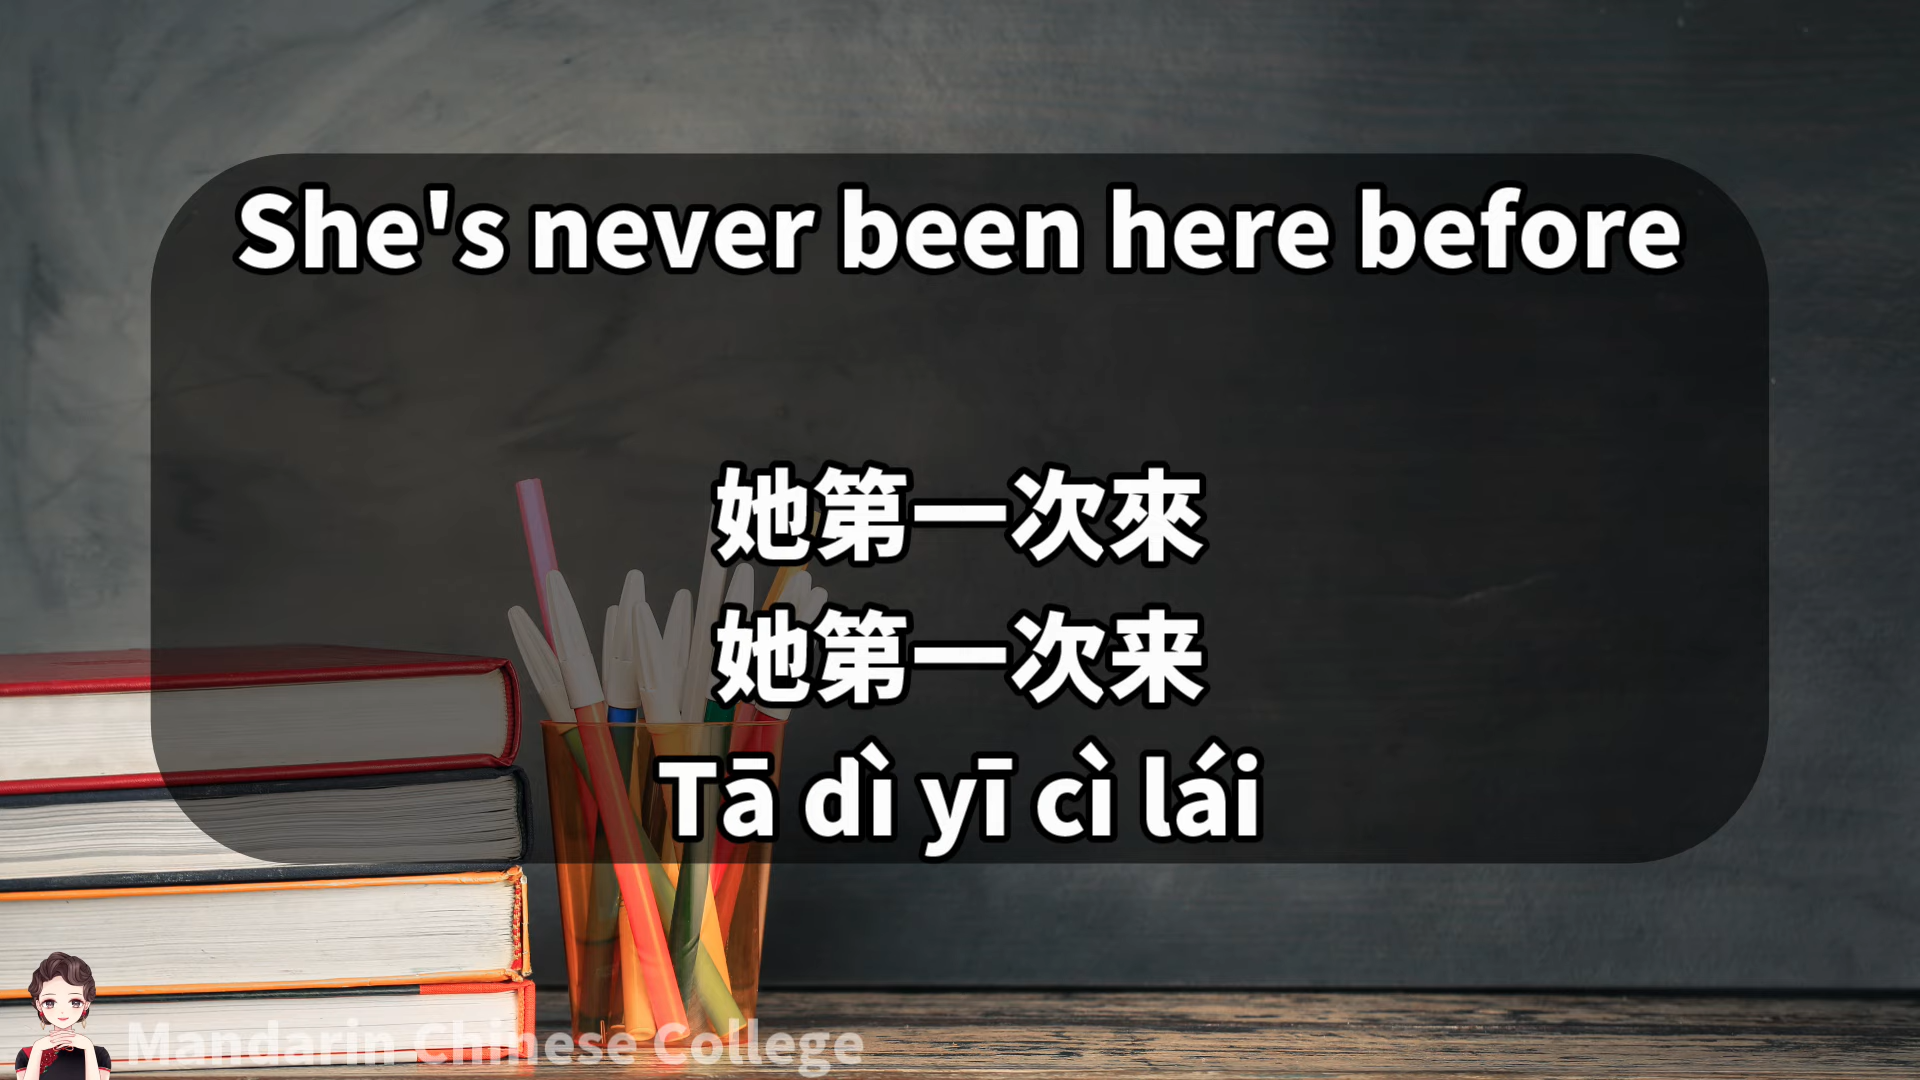 She's never been here before
她第一次來
她第一次来
Tā dì yī cì lái
Mandarin Chinese College